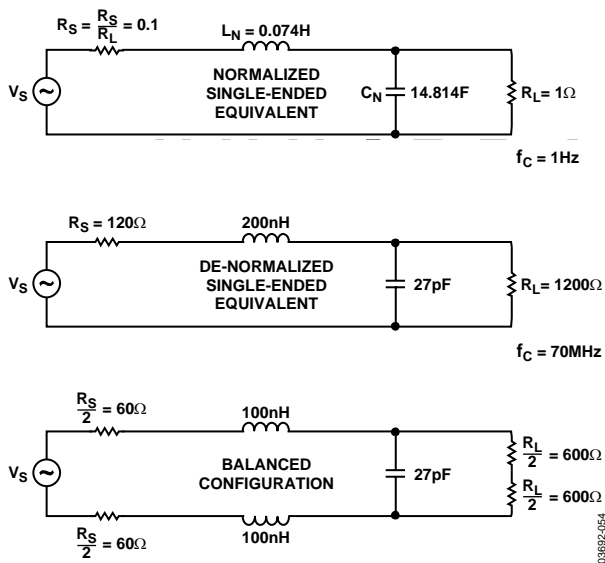 R_S = R_S/R_L = 0.1
L_N = 0.074H
V_S
NORMALIZED
SINGLE-ENDED
EQUIVALENT
C_N
14.814F
R_L = 1Ω
f_C = 1Hz
R_S = 120Ω
200nH
V_S
DE-NORMALIZED
SINGLE-ENDED
EQUIVALENT
27pF
R_L = 1200Ω
f_C = 70MHz
R_S/2 = 60Ω
100nH
V_S
BALANCED
CONFIGURATION
27pF
R_L/2 = 600Ω
R_L/2 = 600Ω
R_S/2 = 60Ω
100nH
03692-054